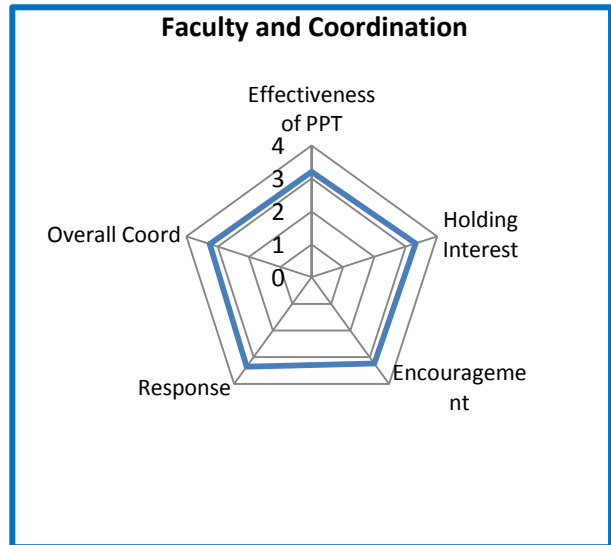 Faculty and Coordination
Effectiveness
of PPT
4
3
2
1
0
Holding
Interest
Encourageme
nt
Response
Overall Coord